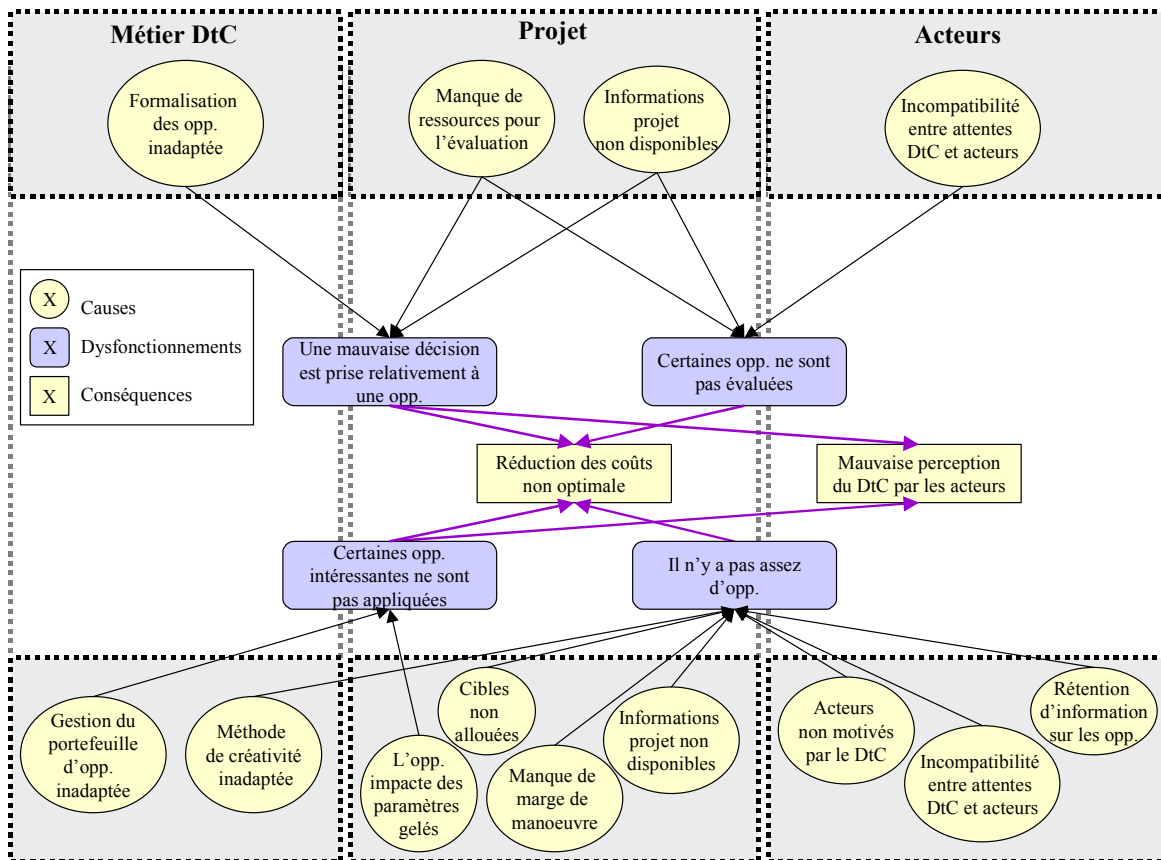 Métier DtC
Projet
Acteurs
Formalisation
des opp.
inadaptée
Manque de
ressources pour
l’évaluation
Informations
projet
non disponibles
Incompatibilité
entre attentes
DtC et acteurs
X Causes
X Dysfonctionnements
X Conséquences
Une mauvaise décision
est prise relativement à
une opp.
Certaines opp. ne sont
pas évaluées
Réduction des coûts
non optimale
Mauvaise perception
du DtC par les acteurs
Certaines opp.
intéressantes ne sont
pas appliquées
Il n’y a pas assez
d’opp.
Gestion du
portefeuille
d’opp.
inadaptée
Méthode
de créativité
inadaptée
Cibles
non
allouées
L’opp.
impacte des
paramètres
gelés
Manque de
marge de
manoeuvre
Informations
projet non
disponibles
Acteurs
non motivés
par le DtC
Incompatibilité
entre attentes
DtC et acteurs
Rétention
d’information
sur les opp.